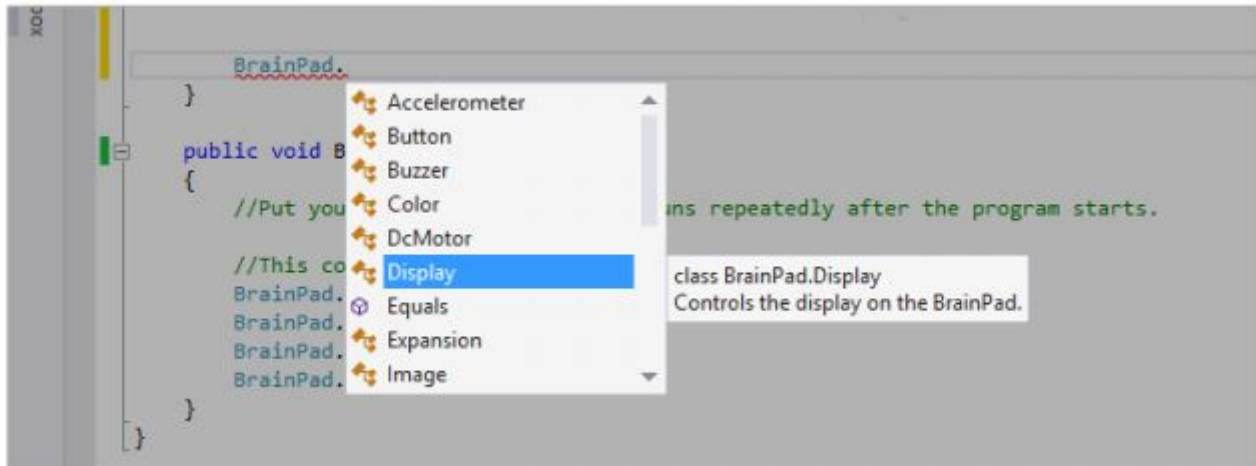 BrainPad.
}
Accelerometer
Button
Buzzer
Color
DcMotor
Display
Equals
Expansion
Image
public void B
{
//Put you uns repeatedly after the program starts.
//This co
BrainPad.
BrainPad.
BrainPad.
BrainPad.
}
}
class BrainPad.Display
Controls the display on the BrainPad.